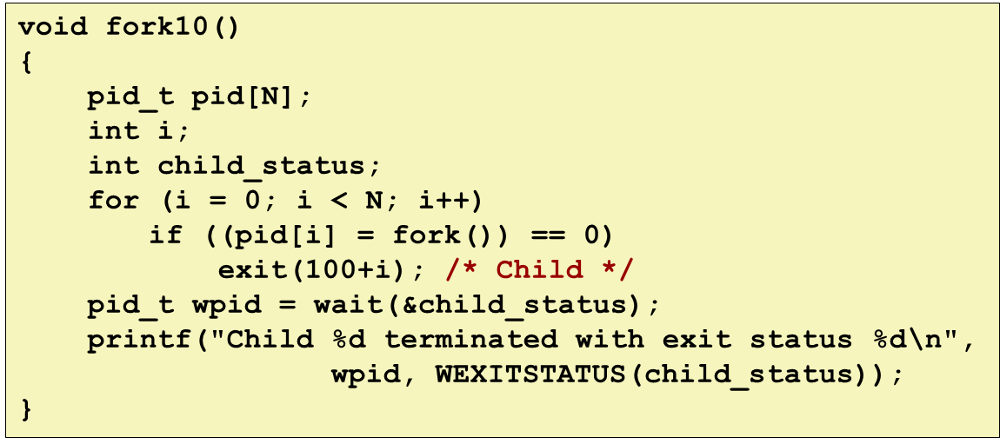 void fork10()
{
    pid_t pid[N];
    int i;
    int child_status;
    for (i = 0; i < N; i++)
        if ((pid[i] = fork()) == 0)
            exit(100+i); /* Child */
    pid_t wpid = wait(&child_status);
    printf("Child %d terminated with exit status %d\n",
                  wpid, WEXITSTATUS(child_status));
}